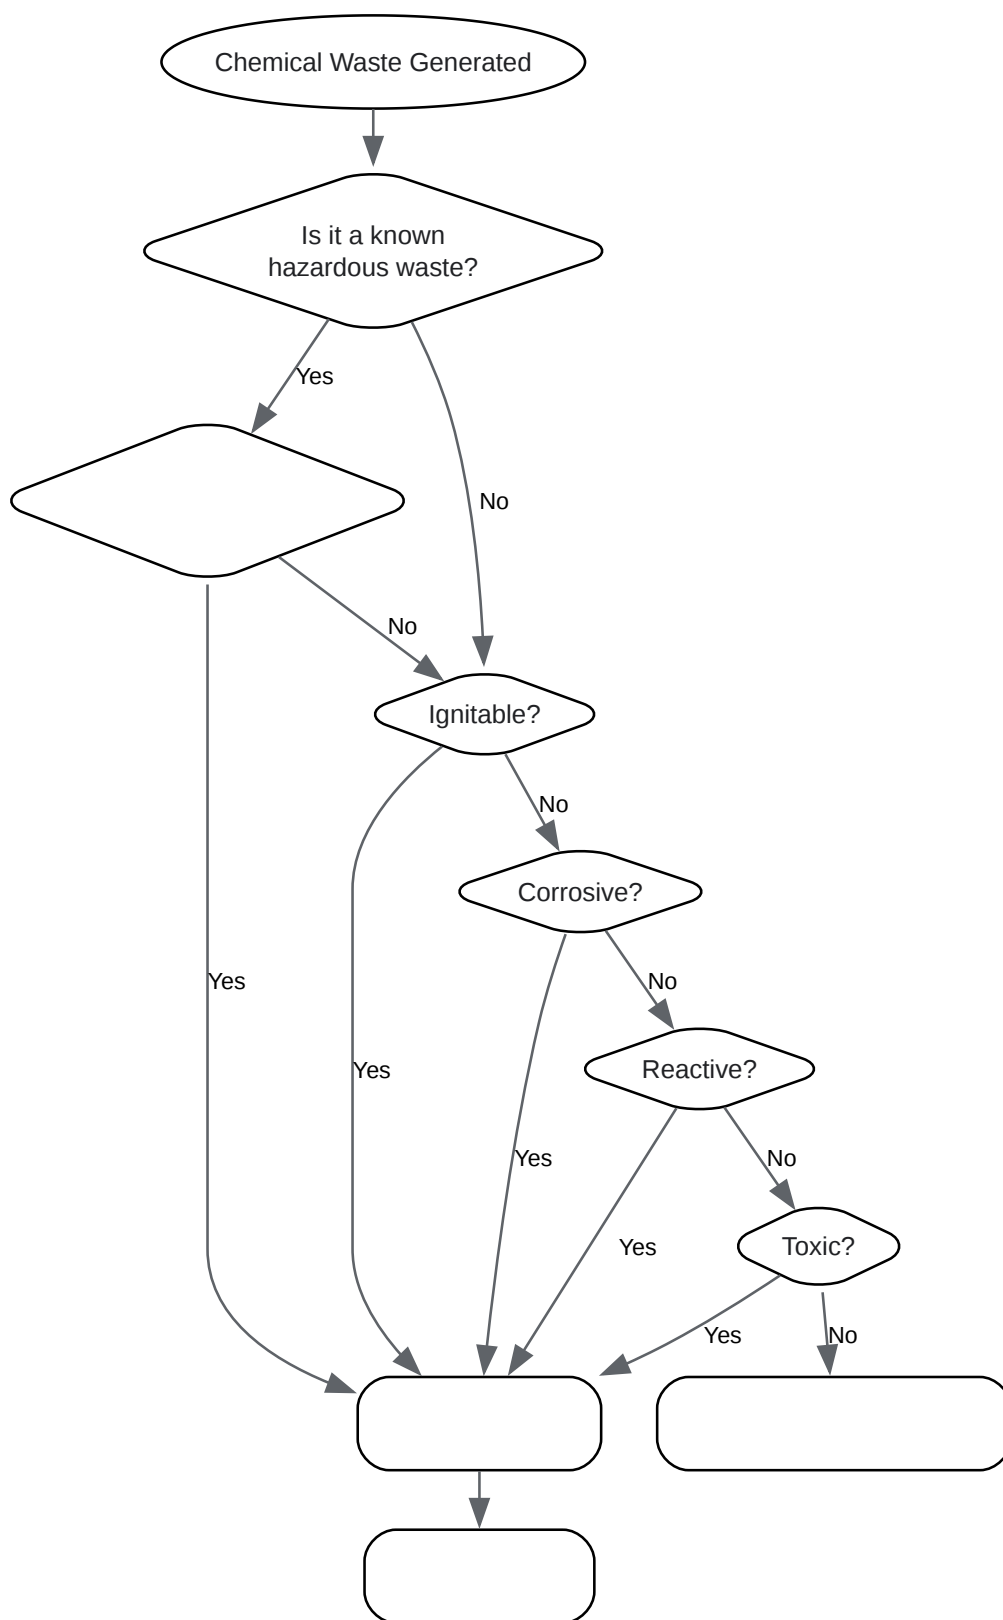 Chemical Waste Generated
Is it a known
hazardous waste?
Yes
No
No
Ignitable?
No
Corrosive?
Yes
No
Yes
Reactive?
Yes
No
Yes
Toxic?
Yes
No